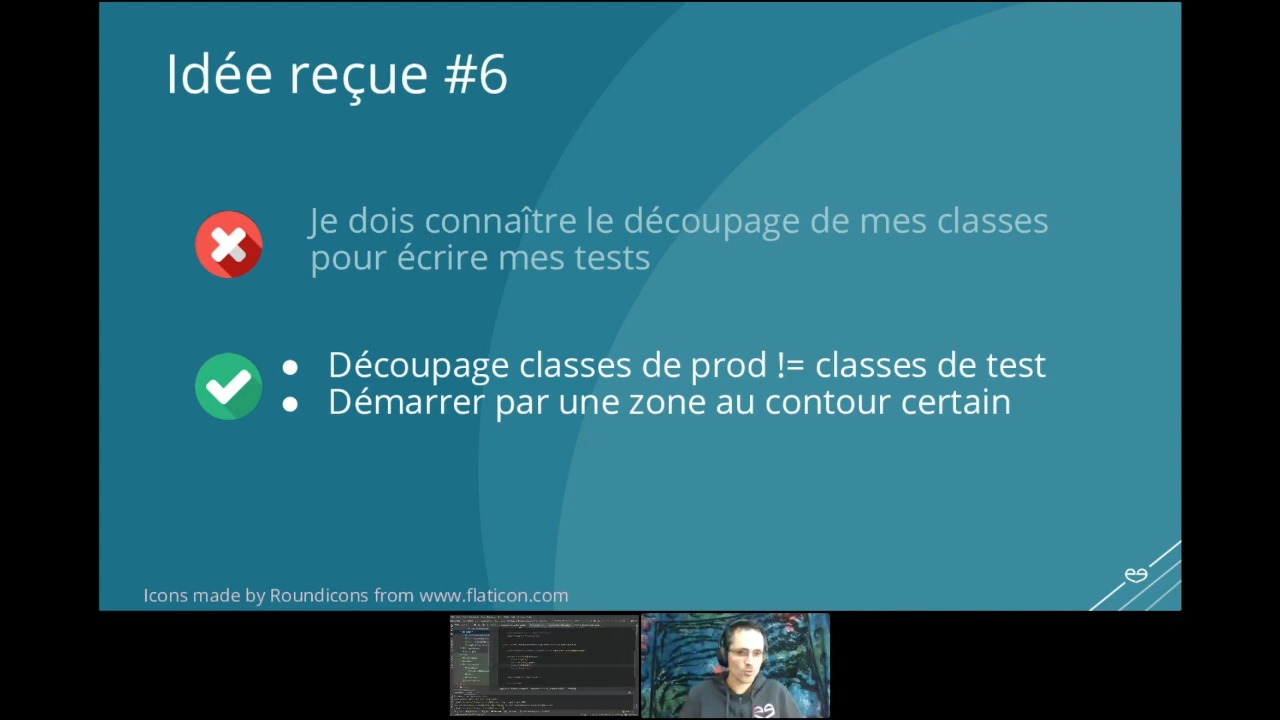 Idée reçue #6
Je dois connaître le découpage de mes classes
pour écrire mes tests
● Découpage classes de prod != classes de test
● Démarrer par une zone au contour certain
Icons made by Roundicons from www.flaticon.com